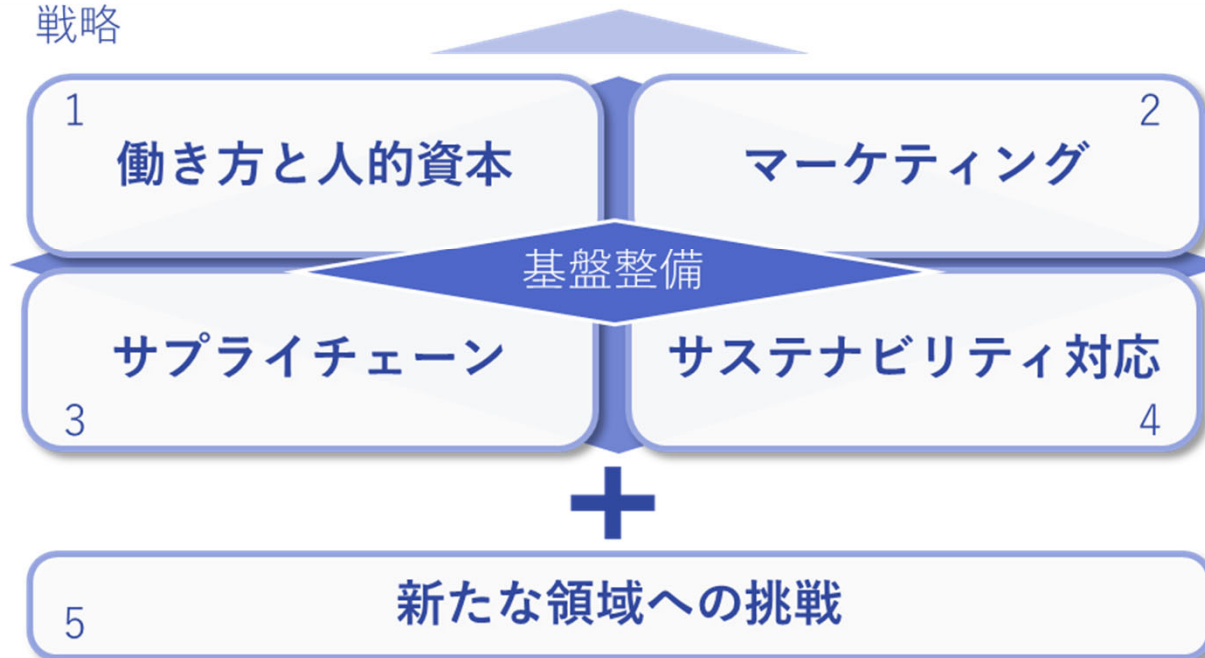 戦略
1
働き方と人的資本
2
マーケティング
基盤整備
サプライチェーン
3
サステナビリティ対応
4
新たな領域への挑戦
5